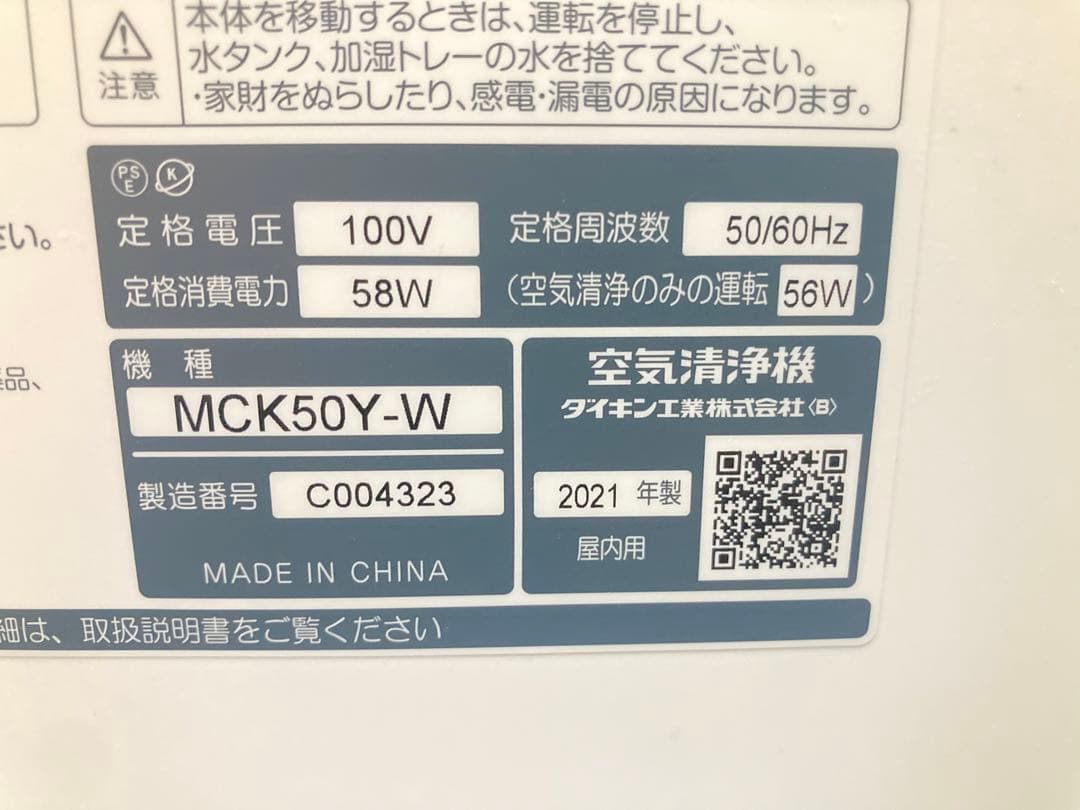 注意
本体を移動するときは、運転を停止し、
水タンク、加湿トレーの水を捨ててください。
・家財をぬらしたり、感電・漏電の原因になります。
さい。
品、
PS
E
K
定格電圧 100V 定格周波数 50/60Hz
定格消費電力 58W (空気清浄のみの運転 56W)
機種
MCK50Y-W
製造番号 C004323
MADE IN CHINA
空気清浄機
ダイキン工業株式会社〈B〉
2021 年製
屋内用
細は、取扱説明書をご覧ください